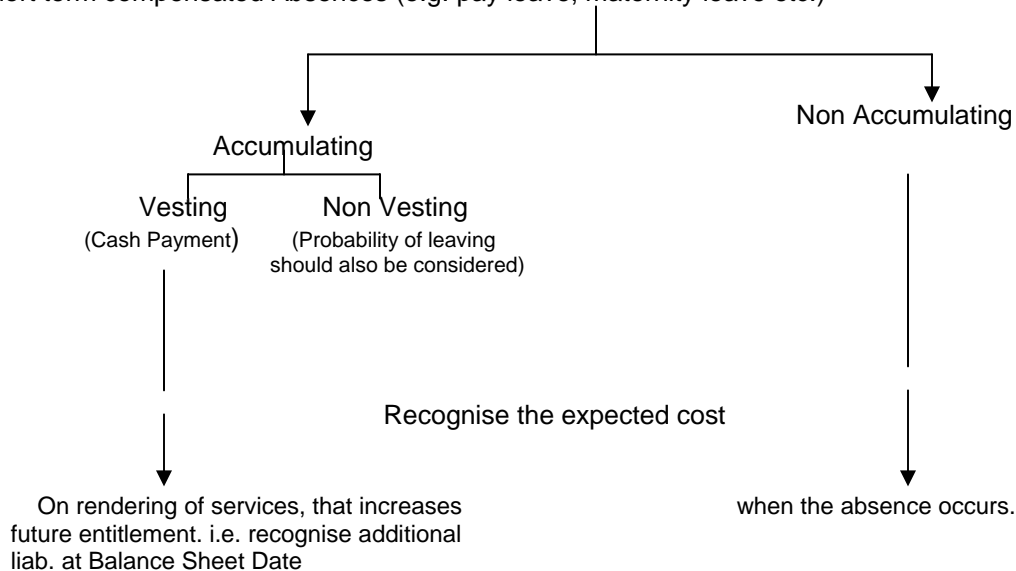 term compensated Absences (e.g. pay leave, maternity leave etc.)
Non Accumulating
Accumulating
Vesting
Non Vesting
(Cash Payment)
(Probability of leaving
should also be considered)
Recognise the expected cost
On rendering of services, that increases
future entitlement. i.e. recognise additional
liab. at Balance Sheet Date
when the absence occurs.